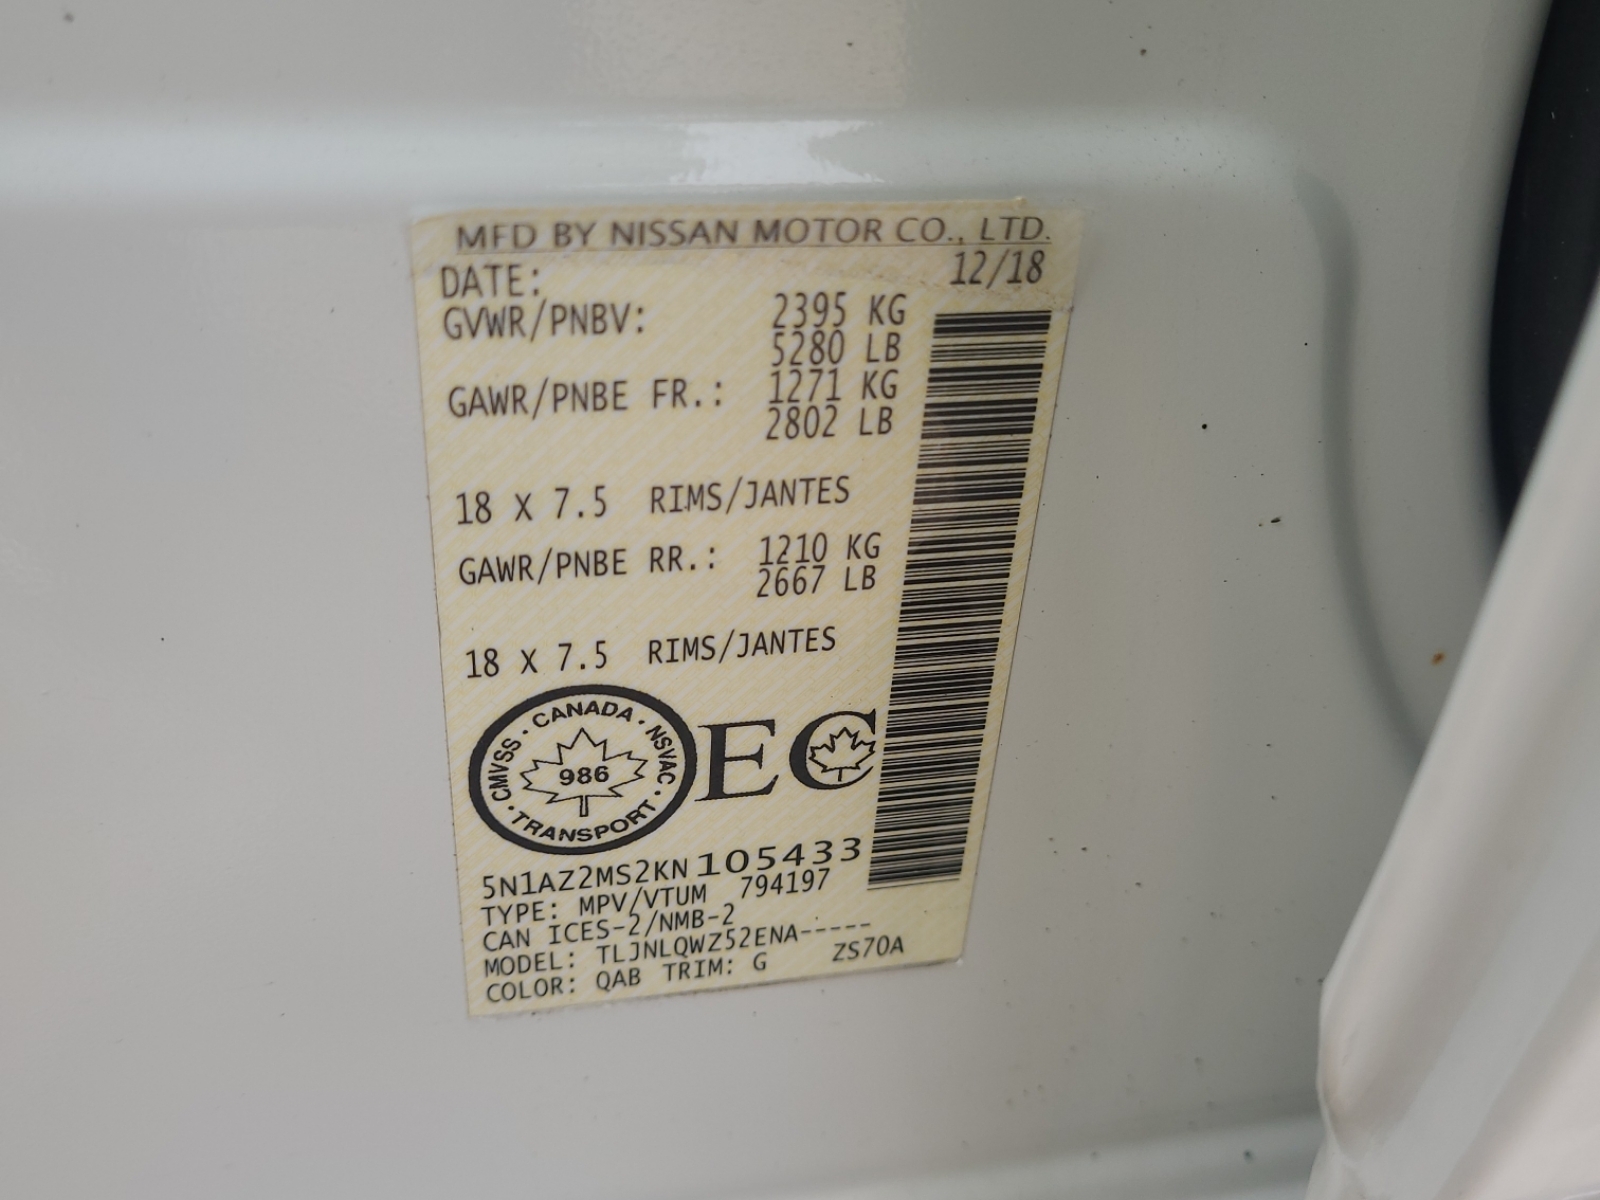 MFD BY NISSAN MOTOR CO., LTD.
DATE: 12/18
GVWR/PNBV: 2395 KG
5280 LB
GAWR/PNBE FR.: 1271 KG
2802 LB
18 X 7.5 RIMS/JANTES
GAWR/PNBE RR.: 1210 KG
2667 LB
18 X 7.5 RIMS/JANTES
CMVSS · CANADA · NSVAC · TRANSPORT ·
986
EC
5N1AZ2MS2KN105433
TYPE: MPV/VTUM 794197
CAN ICES-2/NMB-2
MODEL: TLJNLQWZ52ENA-----
COLOR: QAB TRIM: G ZS70A